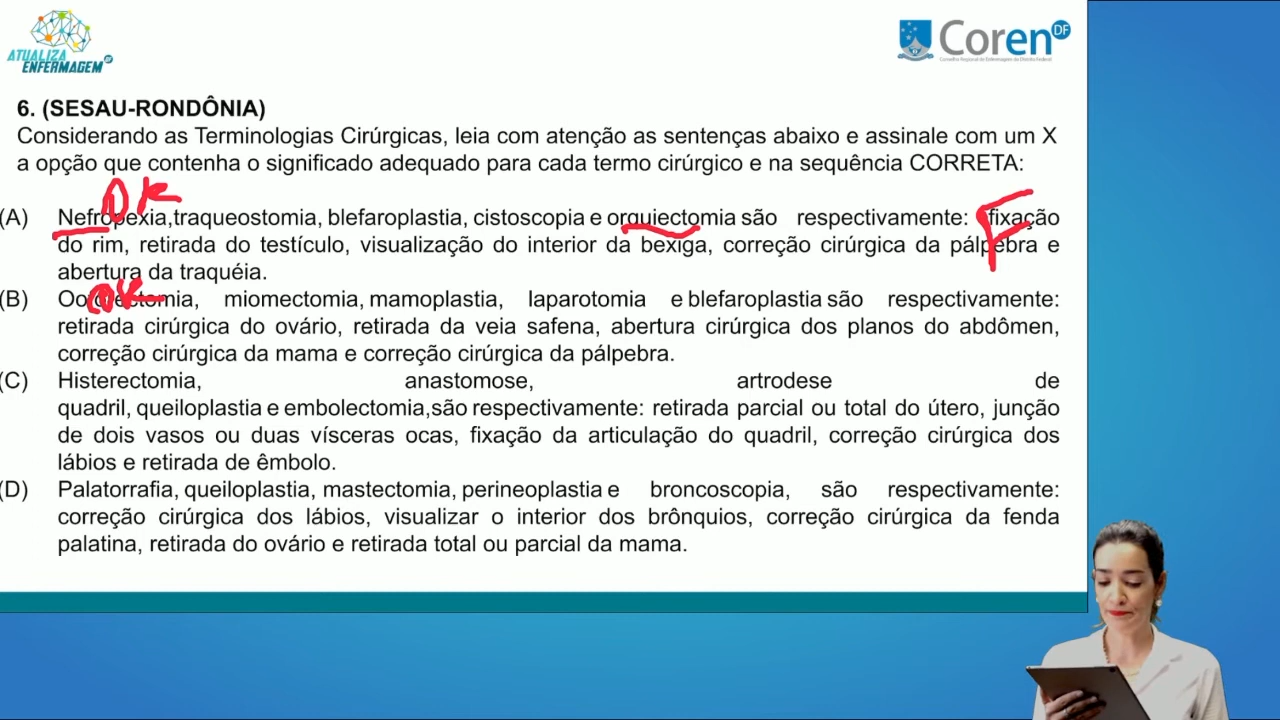 ATUALIZA
ENFERMAGEM DF
Coren DF
Conselho Regional de Enfermagem do Distrito Federal
6. (SESAU-RONDÔNIA)
Considerando as Terminologias Cirúrgicas, leia com atenção as sentenças abaixo e assinale com um X
a opção que contenha o significado adequado para cada termo cirúrgico e na sequência CORRETA:
OK
(A) Nefropexia,traqueostomia, blefaroplastia, cistoscopia e orquiectomia são respectivamente: fixação
F
do rim, retirada do testículo, visualização do interior da bexiga, correção cirúrgica da pálpebra e
abertura da traquéia.
OK
(B) miomectomia, mamoplastia, laparotomia e blefaroplastia são respectivamente:
retirada cirúrgica do ovário, retirada da veia safena, abertura cirúrgica dos planos do abdômen,
correção cirúrgica da mama e correção cirúrgica da pálpebra.
(C) Histerectomia, anastomose, artrodese de
quadril, queiloplastia e embolectomia,são respectivamente: retirada parcial ou total do útero, junção
de dois vasos ou duas vísceras ocas, fixação da articulação do quadril, correção cirúrgica dos
lábios e retirada de êmbolo.
(D) Palatorrafia, queiloplastia, mastectomia, perineoplastia e broncoscopia, são respectivamente:
correção cirúrgica dos lábios, visualizar o interior dos brônquios, correção cirúrgica da fenda
palatina, retirada do ovário e retirada total ou parcial da mama.